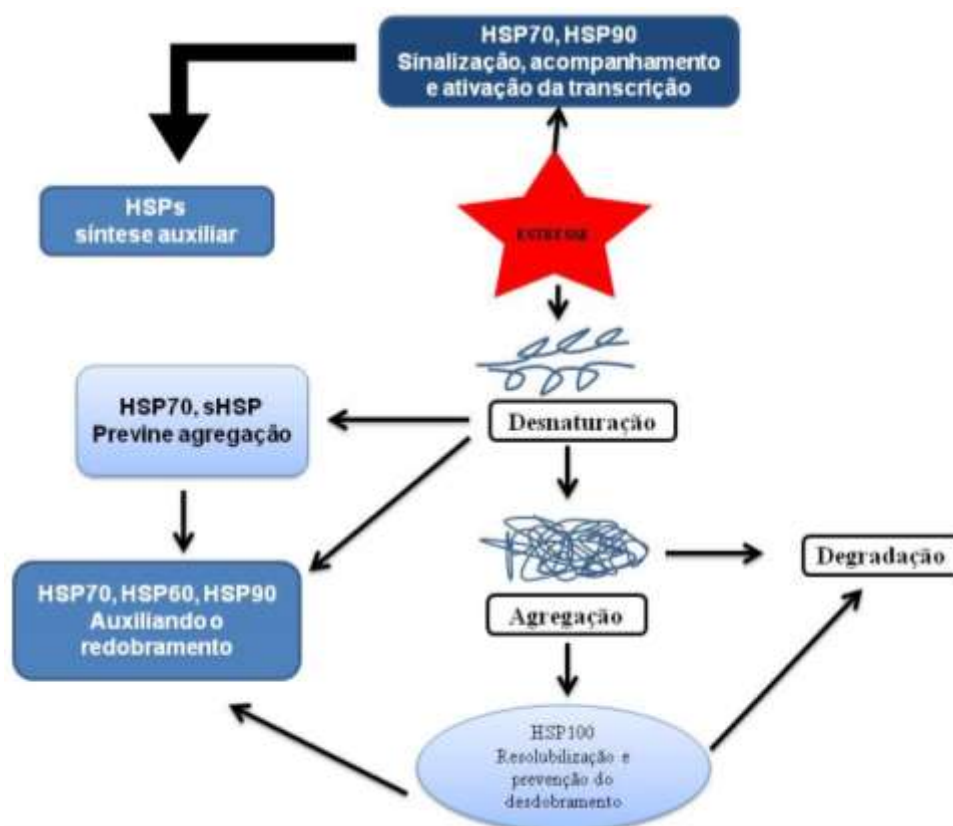 HSP70, HSP90
Sinalização, acompanhamento
e ativação da transcrição
HSPs
síntese auxiliar
ESTRESSE
HSP70, sHSP
Previne agregação
Desnaturação
HSP70, HSP60, HSP90
Auxiliando o
redobramento
Agregação
Degradação
HSP100
Resolubilização e
prevenção do
desdobramento